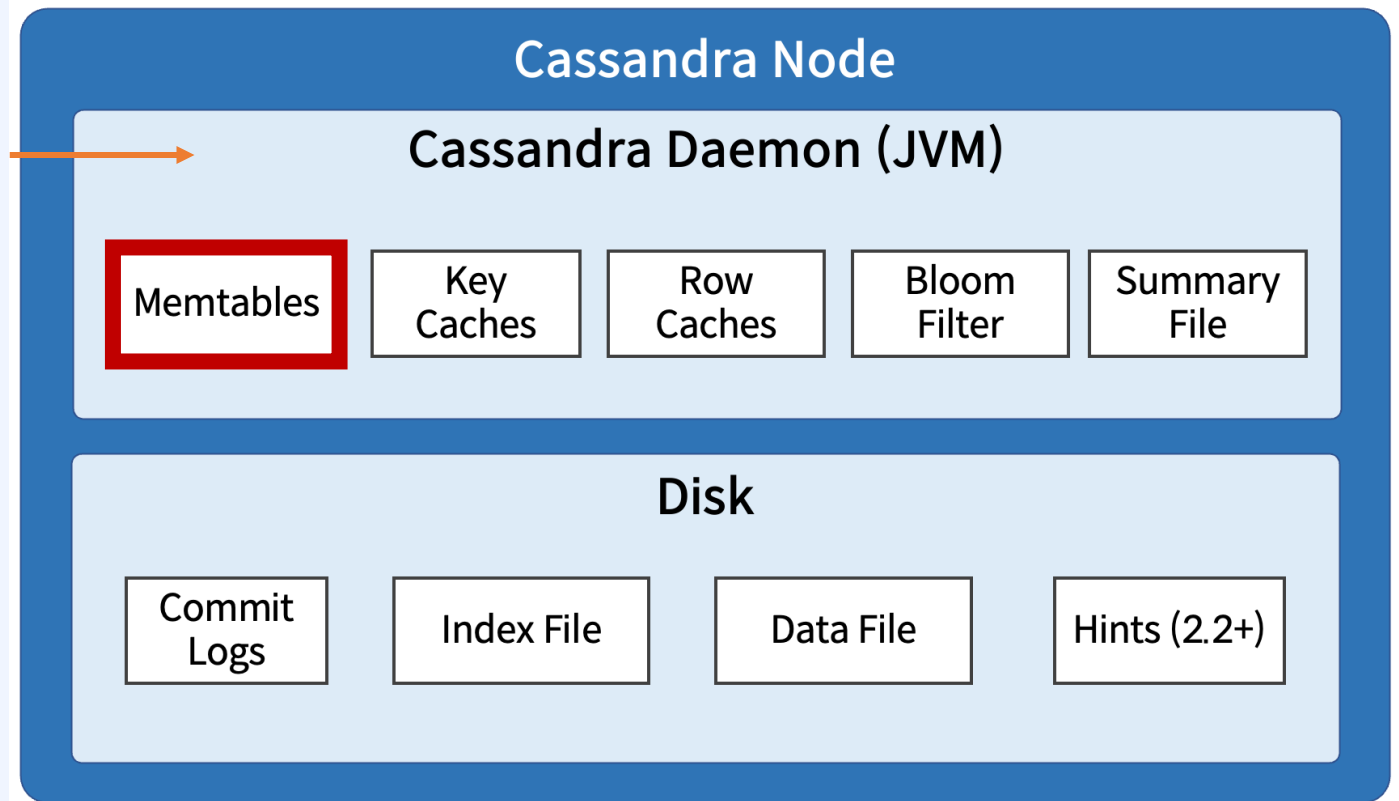 Cassandra Node
Cassandra Daemon (JVM)
Memtables
Key
Caches
Row
Caches
Bloom
Filter
Summary
File
Disk
Commit
Logs
Index File
Data File
Hints (2.2+)